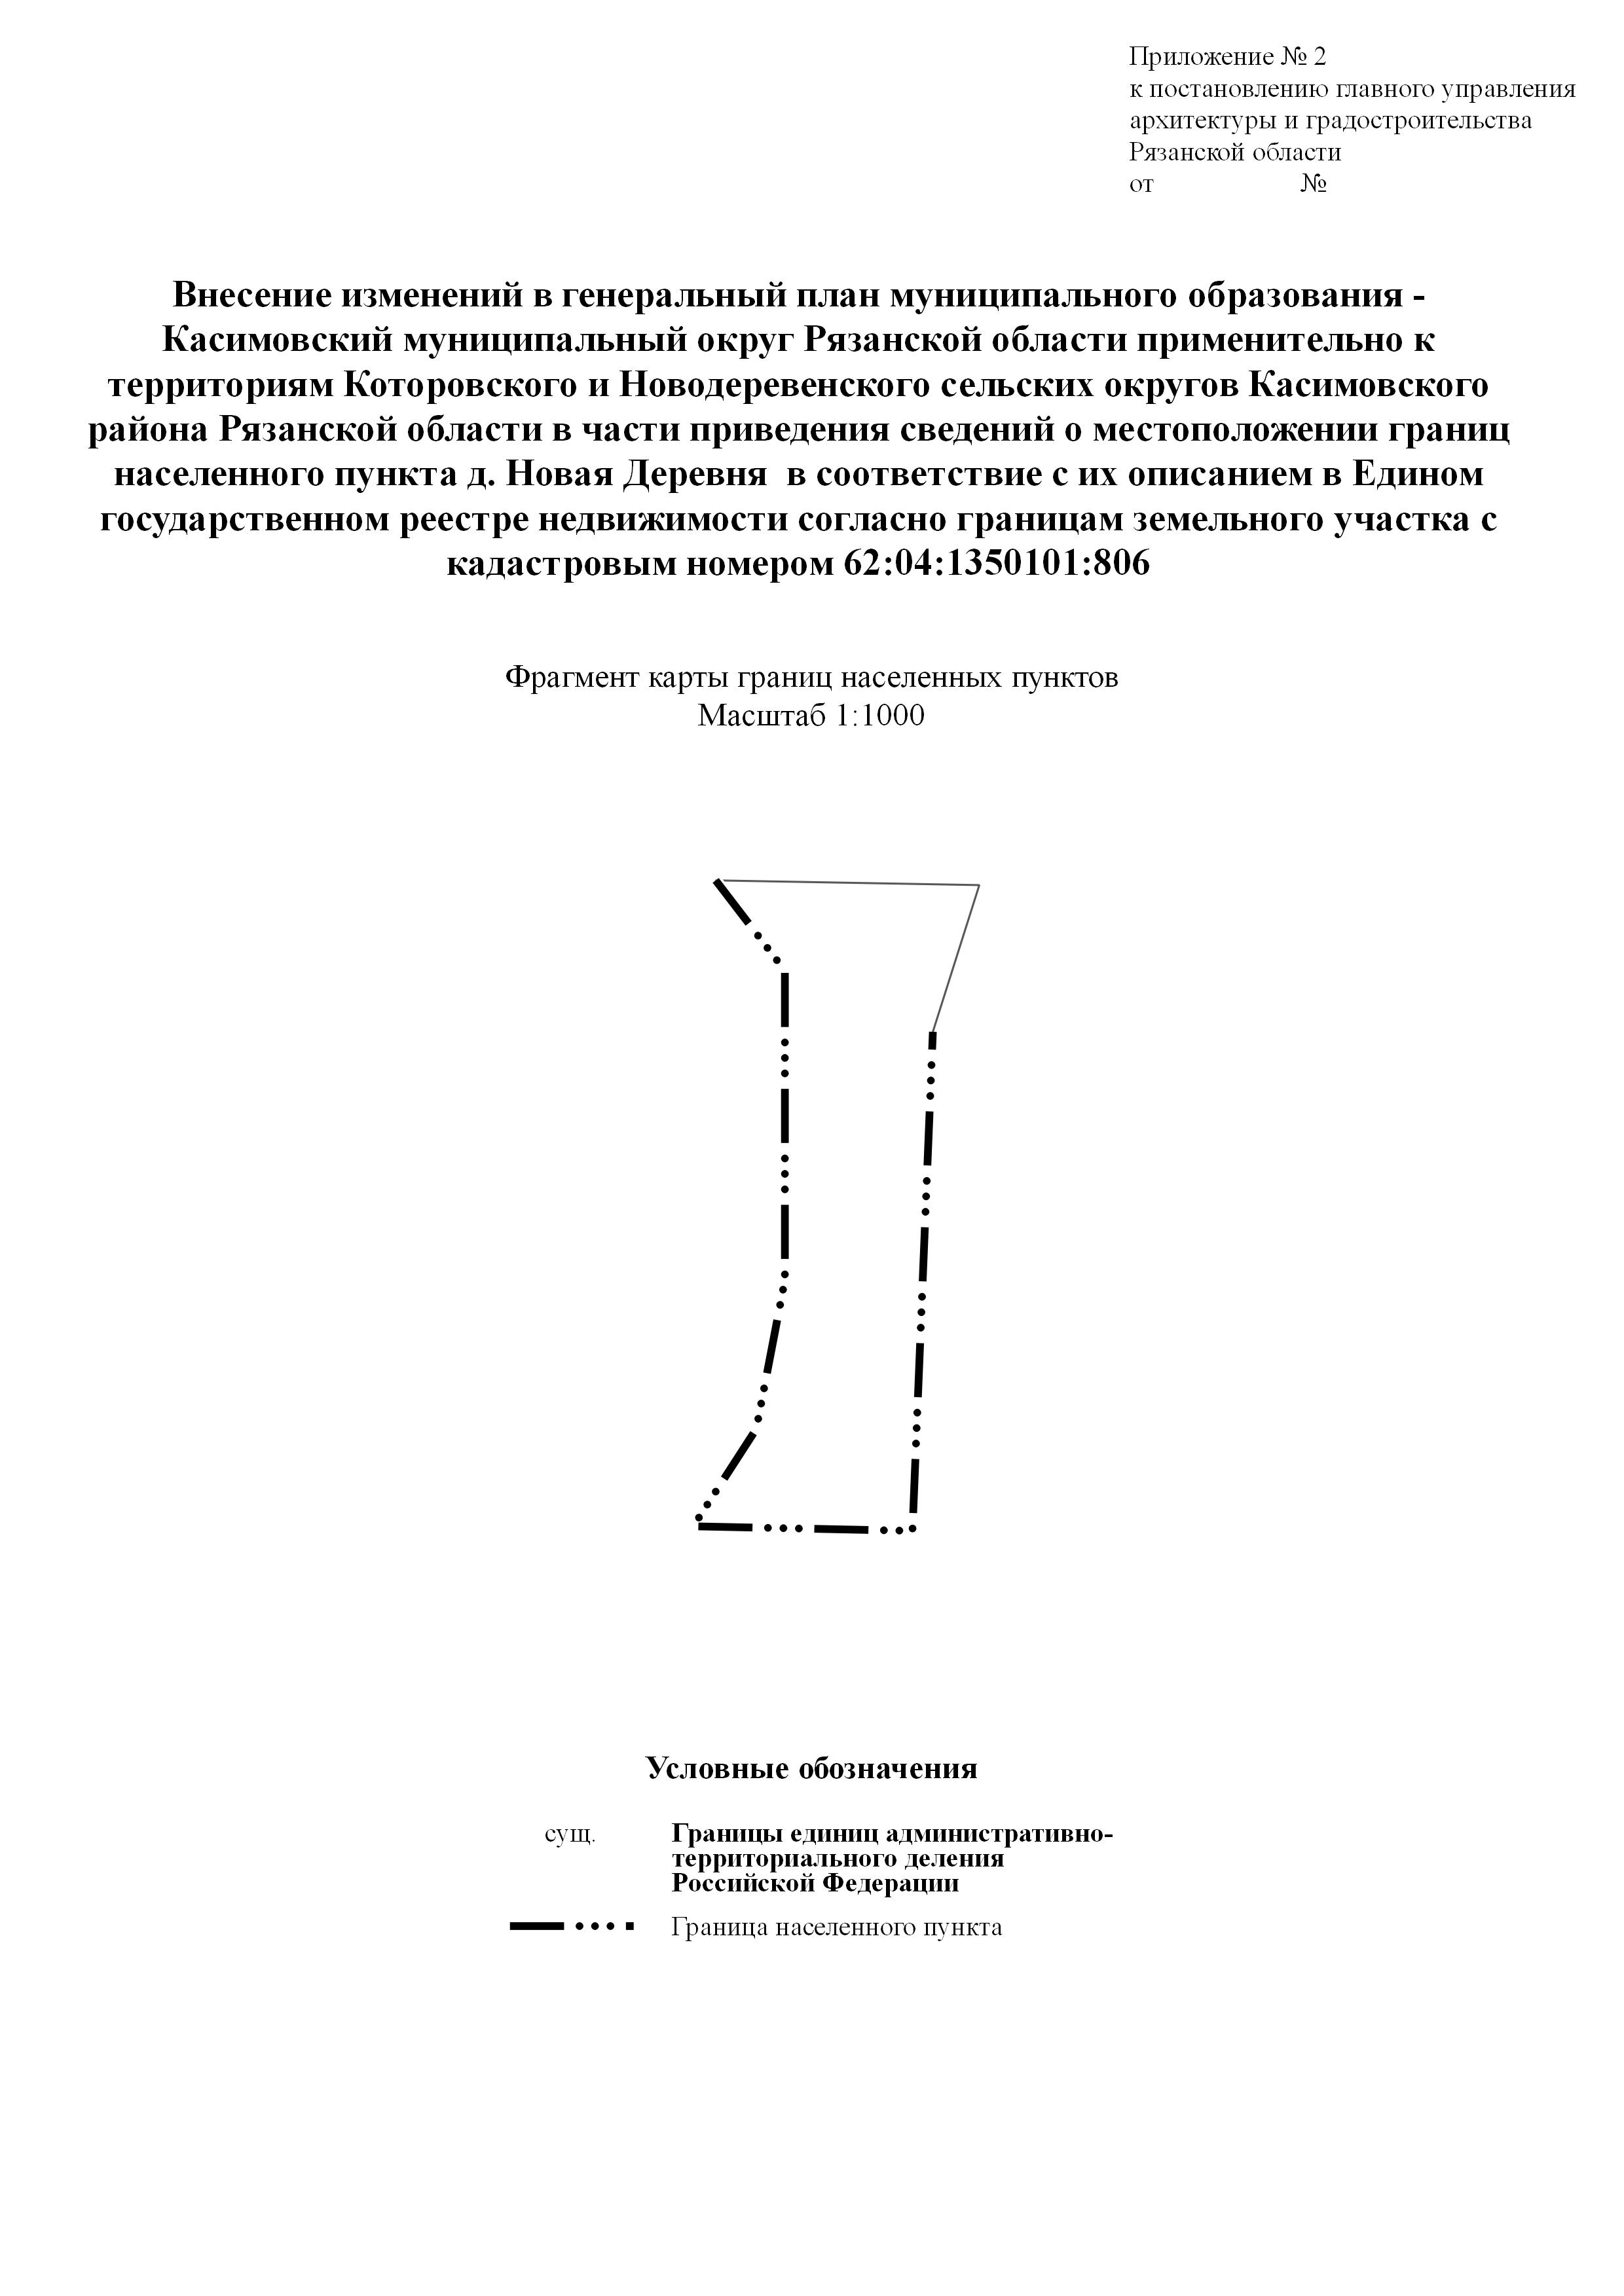 Приложение № 2
к постановлению главного управления
архитектуры и градостроительства
Рязанской области
от №
Внесение изменений в генеральный план муниципального образования -
Касимовский муниципальный округ Рязанской области применительно к
территориям Которовского и Новодеревенского сельских округов Касимовского
района Рязанской области в части приведения сведений о местоположении границ
населенного пункта д. Новая Деревня в соответствие с их описанием в Едином
государственном реестре недвижимости согласно границам земельного участка с
кадастровым номером 62:04:1350101:806
Фрагмент карты границ населенных пунктов
Масштаб 1:1000
Условные обозначения
сущ.
Границы единиц административно-
территориального деления
Российской Федерации
Граница населенного пункта